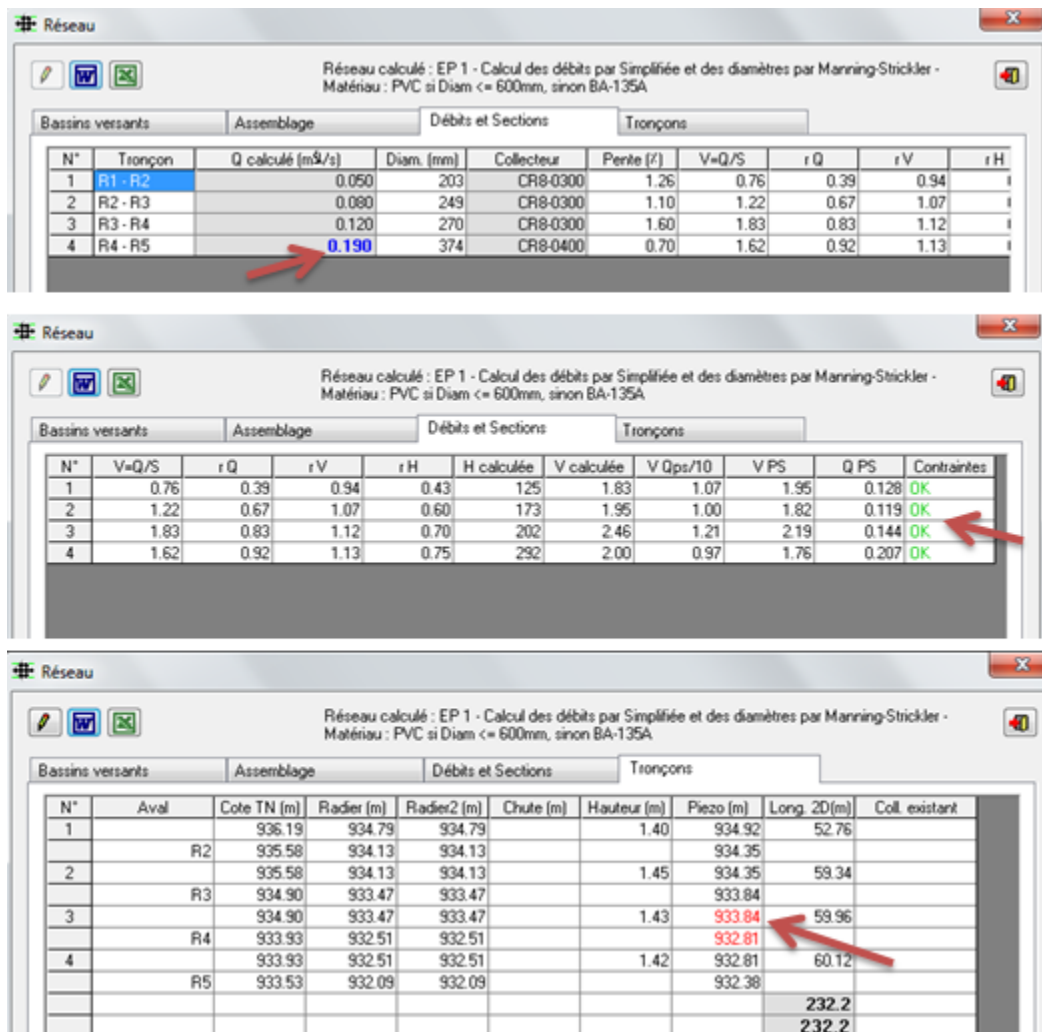 Réseau
Réseau calculé : EP 1 - Calcul des débits par Simplifiée et des diamètres par Manning-Strickler -
Matériau : PVC si Diam <= 600mm, sinon BA-135A
Bassins versants Assemblage Débits et Sections Tronçons
N° Tronçon Q calculé (m³/s) Diam. (mm) Collecteur Pente (%) V=Q/S r Q r V r H
1 R1 - R2 0.050 203 CR8-0300 1.26 0.76 0.39 0.94
2 R2 - R3 0.080 249 CR8-0300 1.10 1.22 0.67 1.07
3 R3 - R4 0.120 270 CR8-0300 1.60 1.83 0.83 1.12
4 R4 - R5 0.190 374 CR8-0400 0.70 1.62 0.92 1.13
Réseau
Réseau calculé : EP 1 - Calcul des débits par Simplifiée et des diamètres par Manning-Strickler -
Matériau : PVC si Diam <= 600mm, sinon BA-135A
Bassins versants Assemblage Débits et Sections Tronçons
N° V=Q/S r Q r V r H H calculée V calculée V Qps/10 V PS Q PS Contraintes
1 0.76 0.39 0.94 0.43 125 1.83 1.07 1.95 0.128 OK
2 1.22 0.67 1.07 0.60 173 1.95 1.00 1.82 0.119 OK
3 1.83 0.83 1.12 0.70 202 2.46 1.21 2.19 0.144 OK
4 1.62 0.92 1.13 0.75 292 2.00 0.97 1.76 0.207 OK
Réseau
Réseau calculé : EP 1 - Calcul des débits par Simplifiée et des diamètres par Manning-Strickler -
Matériau : PVC si Diam <= 600mm, sinon BA-135A
Bassins versants Assemblage Débits et Sections Tronçons
N° Aval Cote TN (m) Radier (m) Radier2 (m) Chute (m) Hauteur (m) Piezo (m) Long. 2D(m) Coll. existant
1 936.19 934.79 934.79 1.40 934.92 52.76
R2 935.58 934.13 934.13 934.35
2 935.58 934.13 934.13 1.45 934.35 59.34
R3 934.90 933.47 933.47 933.84
3 934.90 933.47 933.47 1.43 933.84 59.96
R4 933.93 932.51 932.51 932.81
4 933.93 932.51 932.51 1.42 932.81 60.12
R5 933.53 932.09 932.09 932.38
232.2
232.2